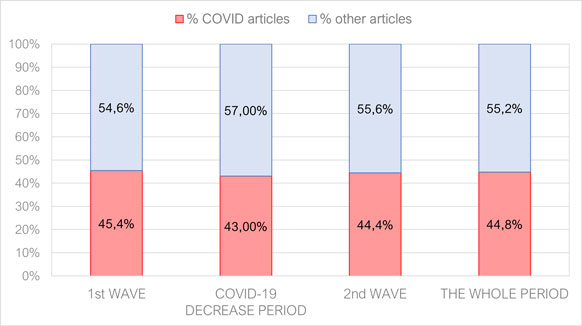 % COVID articles % other articles
100%
90%
80%
70%
60%
50%
40%
30%
20%
10%
0%
54,6% 57,00% 55,6% 55,2%
45,4% 43,00% 44,4% 44,8%
1st WAVE COVID-19 2nd WAVE THE WHOLE PERIOD
DECREASE PERIOD